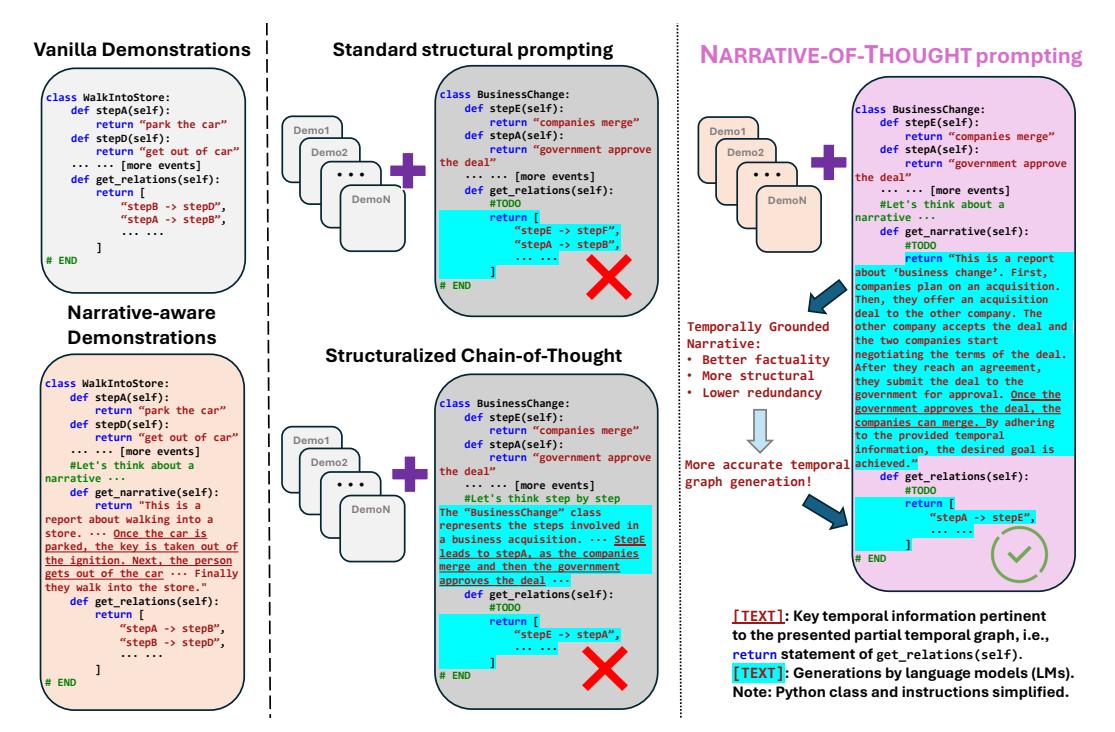 Vanilla Demonstrations
class WalkIntoStore:
def stepA(self):
return “park the car”
def stepD(self):
return “get out of car”
... ... [more events]
def get_relations(self):
return [
“stepB -> stepD”,
“stepA -> stepB”,
... ...
]
# END
Narrative-aware
Demonstrations
class WalkIntoStore:
def stepA(self):
return “park the car”
def stepD(self):
return “get out of car”
... ... [more events]
#Let's think about a
narrative ...
def get_narrative(self):
return "This is a
report about walking into a
store. ... Once the car is
parked, the key is taken out of
the ignition. Next, the person
gets out of the car ... Finally
they walk into the store."
def get_relations(self):
return [
“stepA -> stepB”,
“stepB -> stepD”,
... ...
]
# END
Standard structural prompting
Demo1
Demo2
...
DemoN
class BusinessChange:
def stepE(self):
return “companies merge”
def stepA(self):
return “government approve
the deal”
... ... [more events]
def get_relations(self):
#TODO
return [
“stepE -> stepF”,
“stepA -> stepB”,
... ...
]
# END
Structuralized Chain-of-Thought
Demo1
Demo2
...
DemoN
class BusinessChange:
def stepE(self):
return “companies merge”
def stepA(self):
return “government approve
the deal”
... ... [more events]
#Let's think step by step
The “BusinessChange” class
represents the steps involved in
a business acquisition. ... StepE
leads to stepA, as the companies
merge and then the government
approves the deal ...
def get_relations(self):
#TODO
return [
“stepE -> stepA”,
... ...
]
# END
NARRATIVE-OF-THOUGHT prompting
Demo1
Demo2
...
DemoN
class BusinessChange:
def stepE(self):
return “companies merge”
def stepA(self):
return “government approve
the deal”
... ... [more events]
#Let's think about a
narrative ...
def get_narrative(self):
#TODO
return “This is a report
about ‘business change’. First,
companies plan on an acquisition.
Then, they offer an acquisition
deal to the other company. The
other company accepts the deal and
the two companies start
negotiating the terms of the deal.
After they reach an agreement,
they submit the deal to the
government for approval. Once the
government approves the deal, the
companies can merge. By adhering
to the provided temporal
information, the desired goal is
achieved.”
def get_relations(self):
#TODO
return [
“stepA -> stepE”,
... ...
]
# END
Temporally Grounded
Narrative:
• Better factuality
• More structural
• Lower redundancy
More accurate temporal
graph generation!
[TEXT]: Key temporal information pertinent
to the presented partial temporal graph, i.e.,
return statement of get_relations(self).
[TEXT]: Generations by language models (LMs).
Note: Python class and instructions simplified.